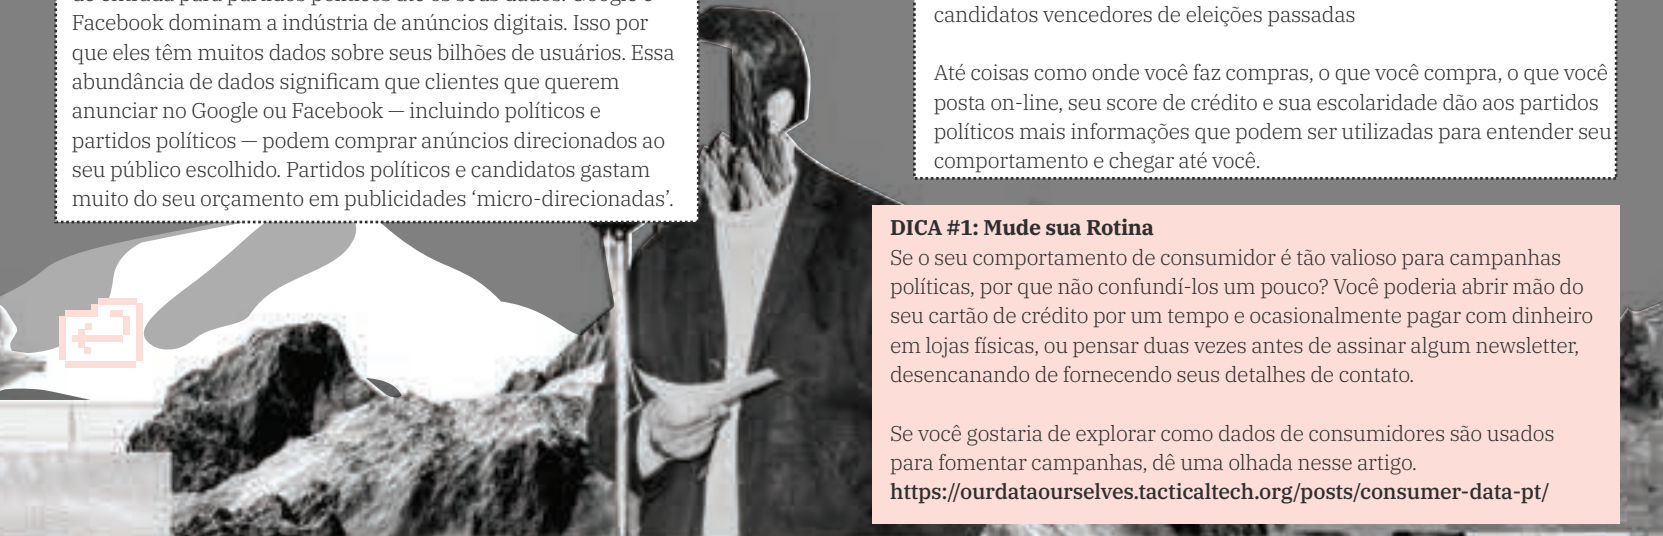 Facebook dominam a indústria de anúncios digitais. Isso por
que eles têm muitos dados sobre seus bilhões de usuários. Essa
abundância de dados significam que clientes que querem
anunciar no Google ou Facebook — incluindo políticos e
partidos políticos — podem comprar anúncios direcionados ao
seu público escolhido. Partidos políticos e candidatos gastam
muito do seu orçamento em publicidades ‘micro-direcionadas’.
candidatos vencedores de eleições passadas
Até coisas como onde você faz compras, o que você compra, o que você
posta on-line, seu score de crédito e sua escolaridade dão aos partidos
políticos mais informações que podem ser utilizadas para entender seu
comportamento e chegar até você.
DICA #1: Mude sua Rotina
Se o seu comportamento de consumidor é tão valioso para campanhas
políticas, por que não confundí-los um pouco? Você poderia abrir mão do
seu cartão de crédito por um tempo e ocasionalmente pagar com dinheiro
em lojas físicas, ou pensar duas vezes antes de assinar algum newsletter,
desencanando de fornecendo seus detalhes de contato.
Se você gostaria de explorar como dados de consumidores são usados
para fomentar campanhas, dê uma olhada nesse artigo.
https://ourdataourselves.tacticaltech.org/posts/consumer-data-pt/